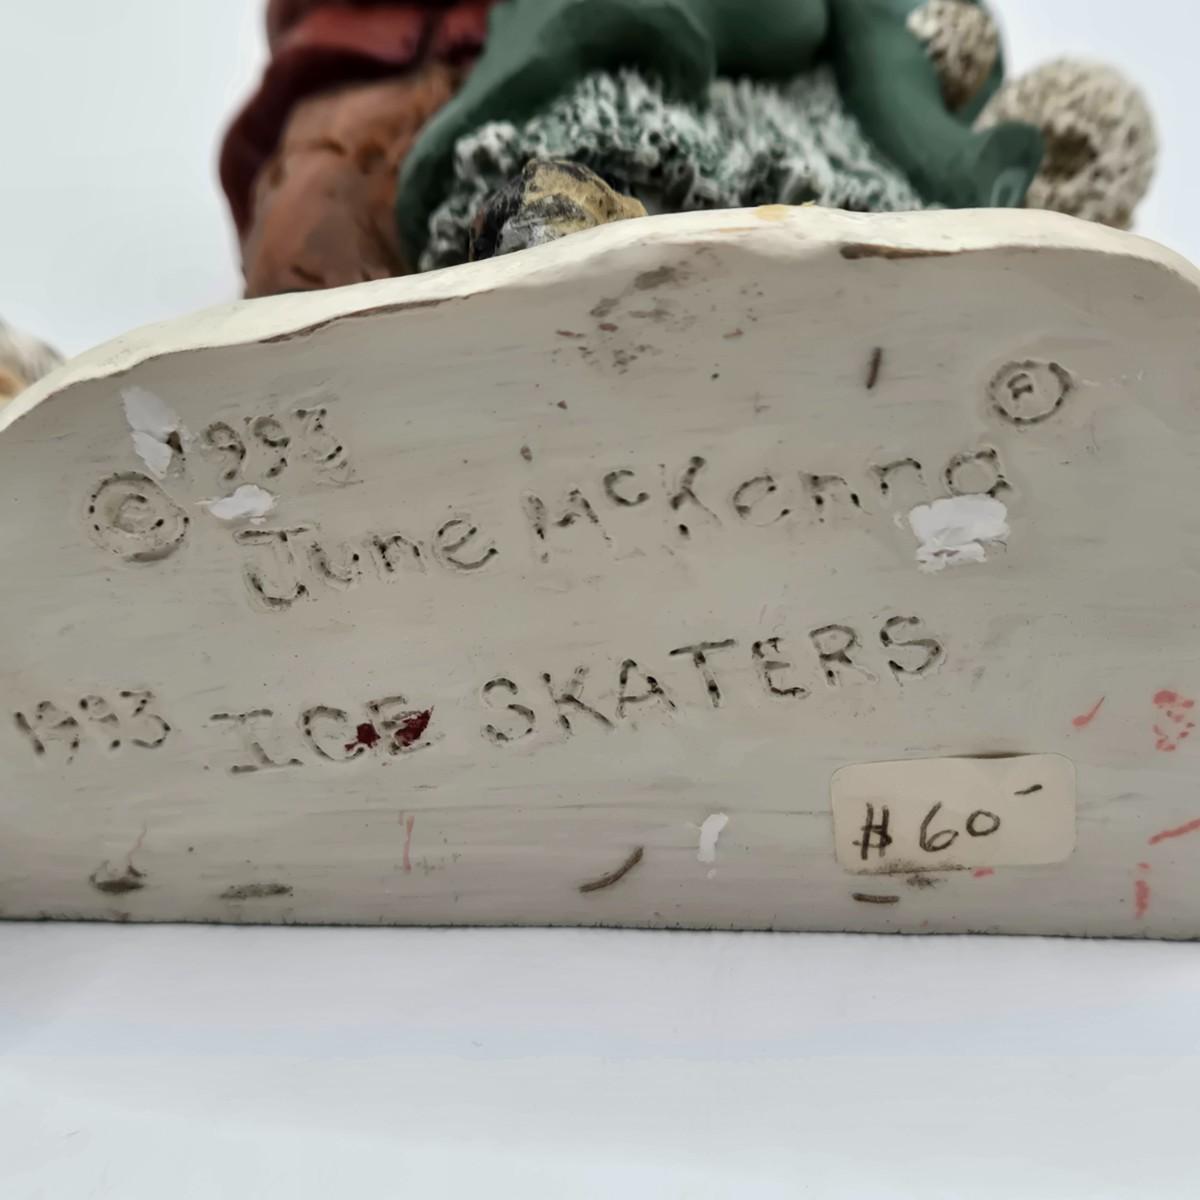 © 1993
June McKenna ®
1993 ICE SKATERS
$60-